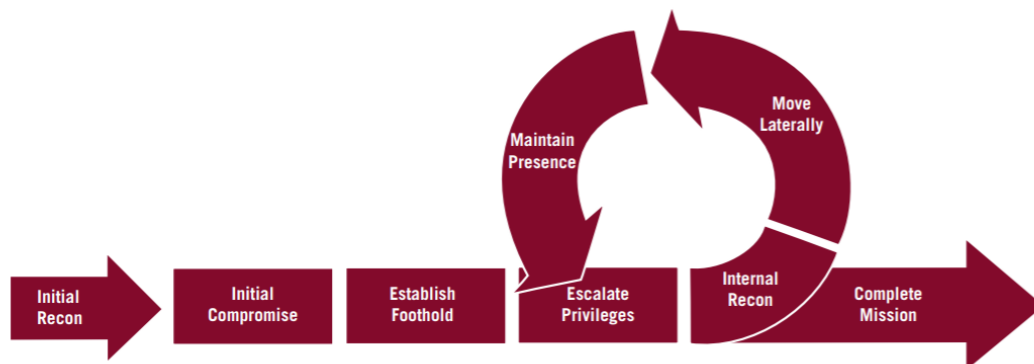 Initial
Recon
Initial
Compromise
Establish
Foothold
Escalate
Privileges
Internal
Recon
Move
Laterally
Maintain
Presence
Complete
Mission